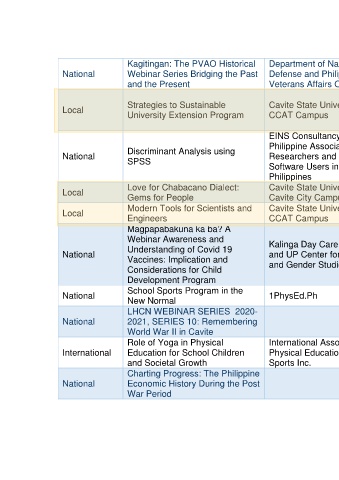 National
Kagitingan: The PVAO Historical
Webinar Series Bridging the Past
and the Present
Department of Na
Defense and Phili
Veterans Affairs O
Local
Strategies to Sustainable
University Extension Program
Cavite State Unive
CCAT Campus
National
Discriminant Analysis using
SPSS
EINS Consultancy
Philippine Associa
Researchers and
Software Users in
Philippines
Local
Love for Chabacano Dialect:
Gems for People
Cavite State Unive
Cavite City Campu
Local
Modern Tools for Scientists and
Engineers
Cavite State Unive
CCAT Campus
National
Magpapabakuna ka ba? A
Webinar Awareness and
Understanding of Covid 19
Vaccines: Implication and
Considerations for Child
Development Program
Kalinga Day Care
and UP Center for
and Gender Studi
National
School Sports Program in the
New Normal
1PhysEd.Ph
National
LHCN WEBINAR SERIES 2020-
2021, SERIES 10: Remembering
World War II in Cavite
International
Role of Yoga in Physical
Education for School Children
and Societal Growth
International Asso
Physical Educatio
Sports Inc.
National
Charting Progress: The Philippine
Economic History During the Post
War Period